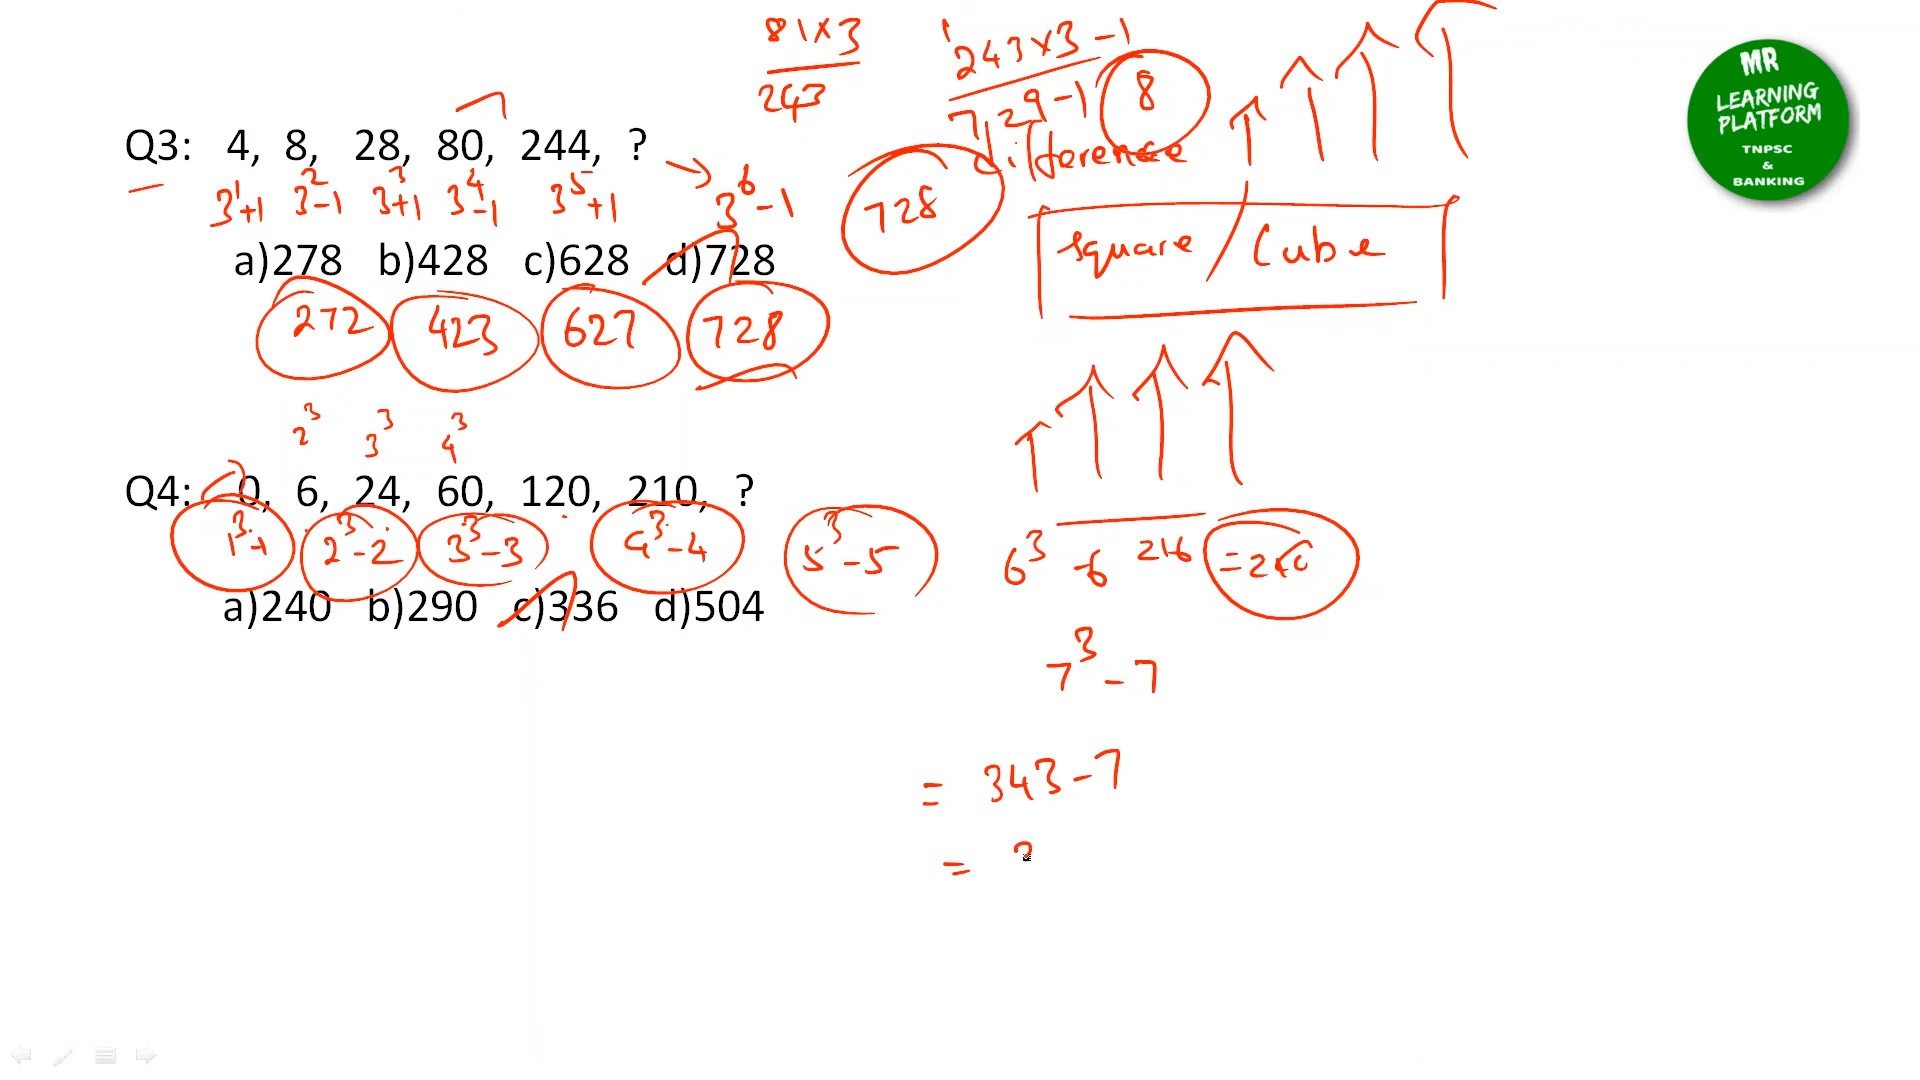 81×3
243
243×3-1
729-1
8
MR
LEARNING
PLATFORM
TNPSC
&
BANKING
Q3: 4, 8, 28, 80, 244, ?
difference
3¹+1 3²-1 3³+1 3⁴-1 3⁵+1 3⁶-1
728
square / Cube
a)278 b)428 c)628 d)728
272 423 627 728
2³ 3³ 4³
Q4: 0, 6, 24, 60, 120, 210, ?
1³-1 2³-2 3³-3 4³-4 5³-5 6³-6 216
a)240 b)290 c)336 d)504
7³-7
= 343-7
=